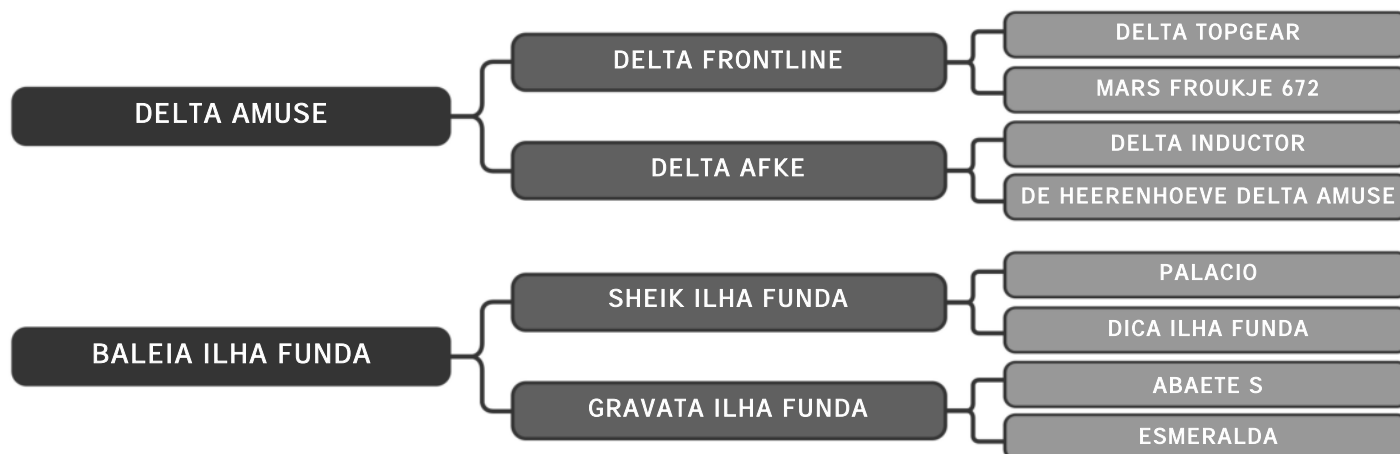 DELTA AMUSE
DELTA FRONTLINE
DELTA TOPGEAR
MARS FROUKJE 672
DELTA AFKE
DELTA INDUCTOR
DE HEERENHOEVE DELTA AMUSE
BALEIA ILHA FUNDA
SHEIK ILHA FUNDA
PALACIO
DICA ILHA FUNDA
GRAVATA ILHA FUNDA
ABAETE S
ESMERALDA